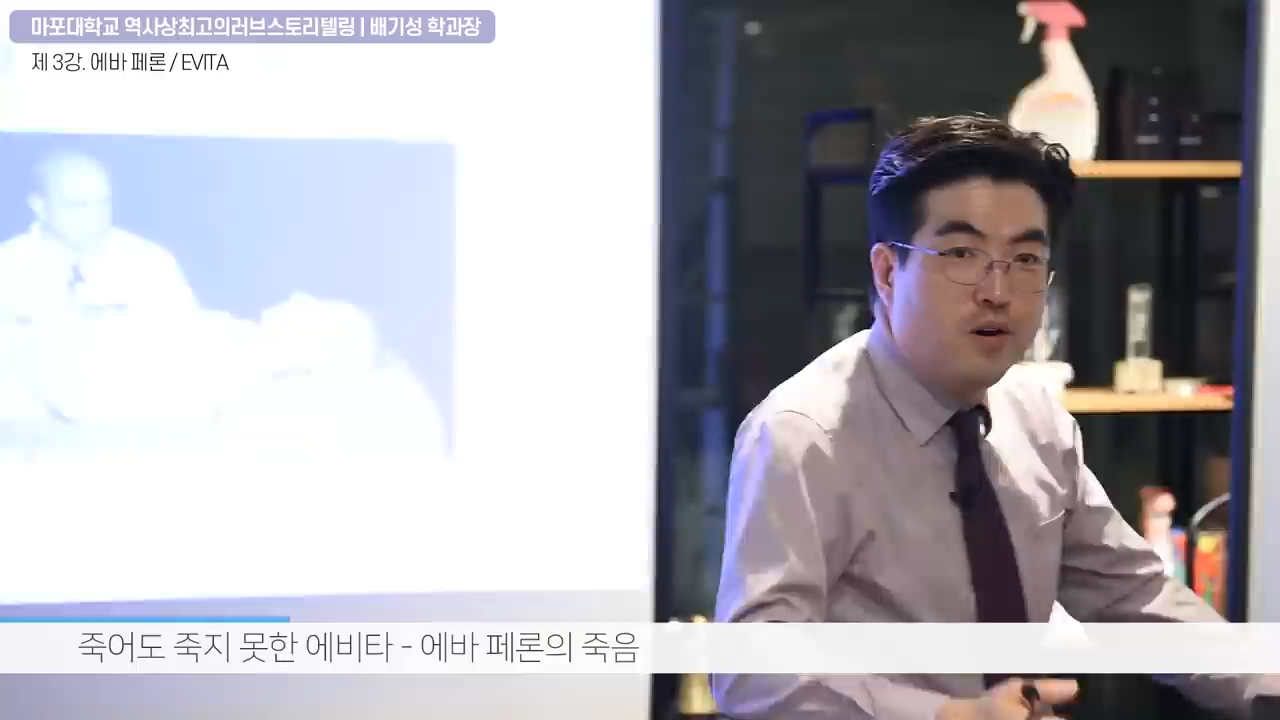 마포대학교 역사상최고의러브스토리텔링 | 배기성 학과장
제 3강. 에바 페론 / EVITA
죽어도 죽지 못한 에비타 - 에바 페론의 죽음